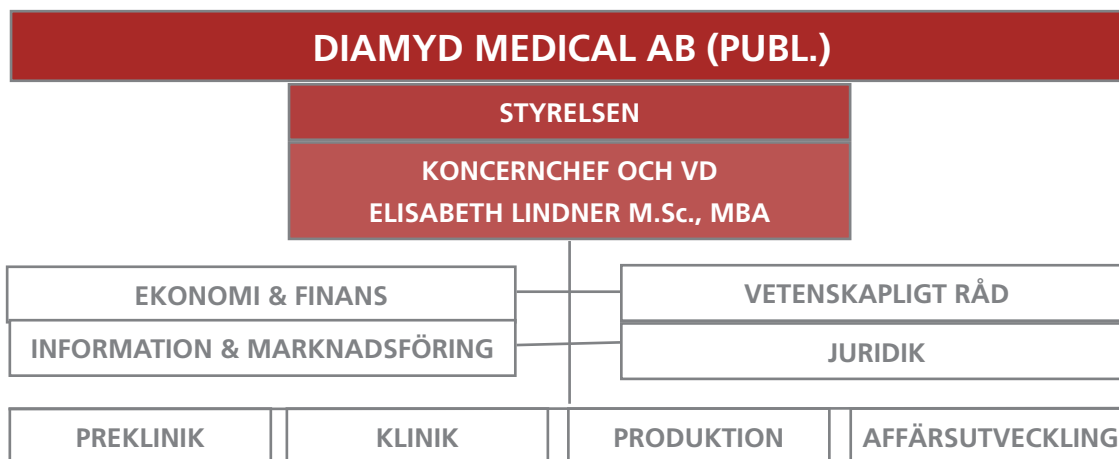 DIAMYD MEDICAL AB (PUBL.)
STYRELSEN
KONCERNCHEF OCH VD
ELISABETH LINDNER M.Sc., MBA
EKONOMI & FINANS
VETENSKAPLIGT RÅD
INFORMATION & MARKNADSFÖRING
JURIDIK
PREKLINIK
KLINIK
PRODUKTION
AFFÄRSUTVECKLING